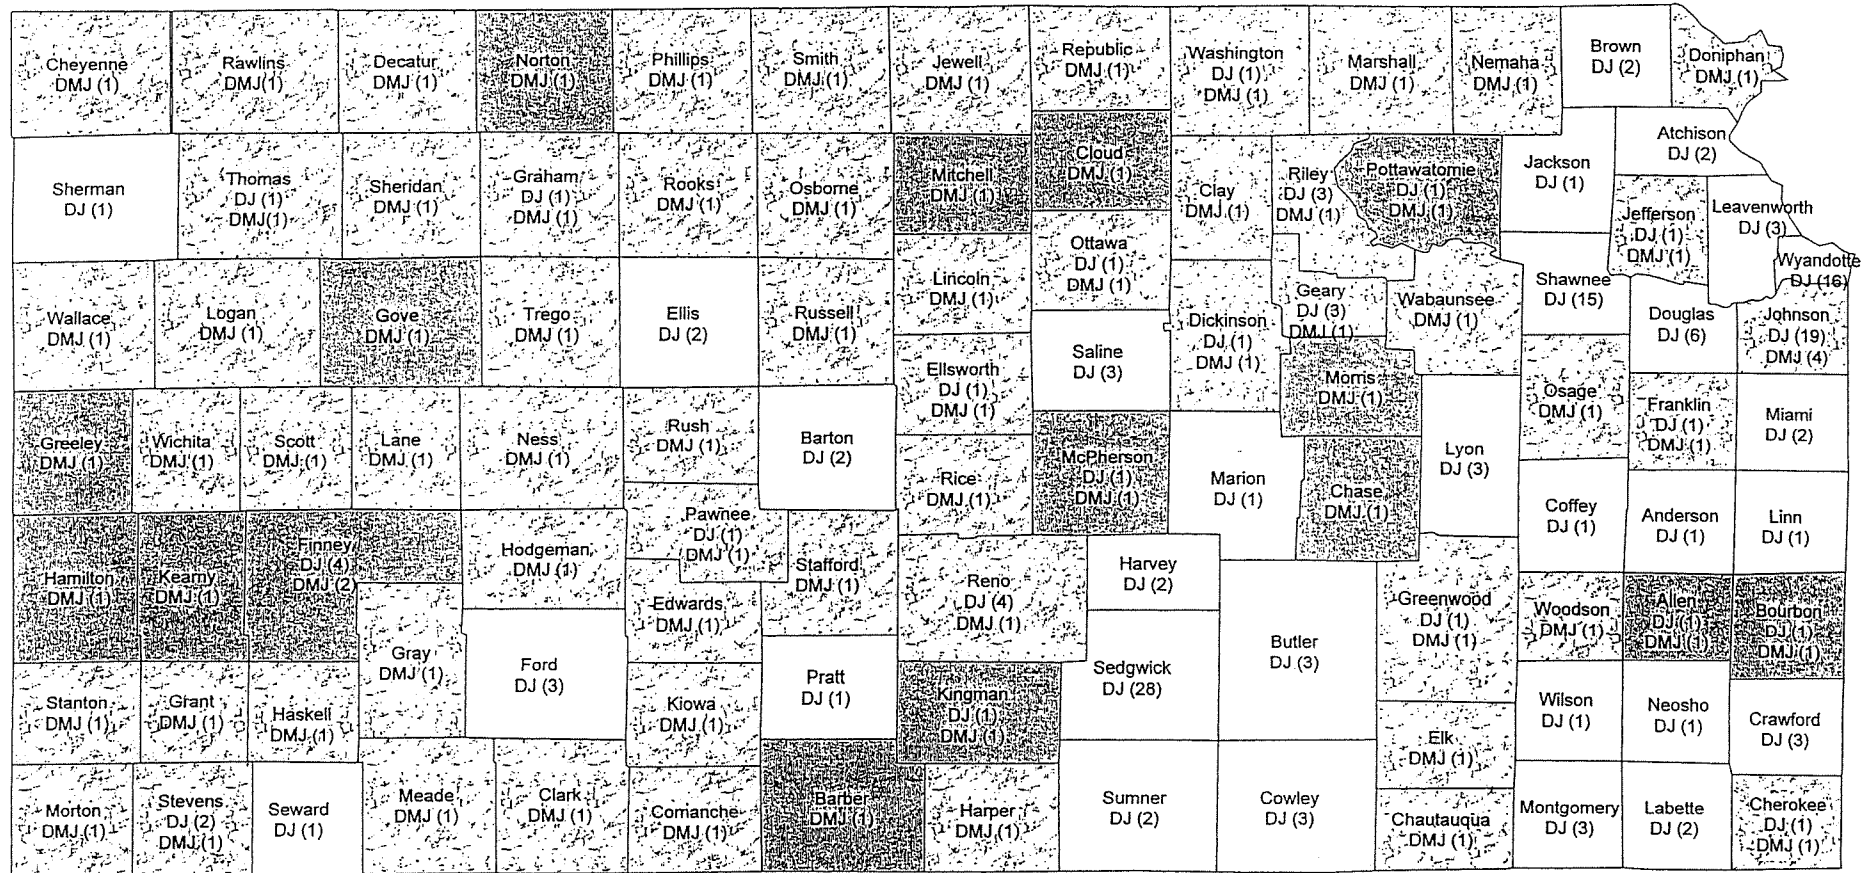 Cheyenne
DMJ (1)
Rawlins
DMJ(1)
Decatur
DMJ (1)
Norton
DMJ (1)
Phillips
DMJ (1)
Smith
DMJ (1)
Jewell
DMJ (1)
Republic
DMJ (1)
Washington
DJ (1)
DMJ (1)
Marshall
DMJ (1)
Nemaha
DMJ (1)
Brown
DJ (2)
Doniphan
DMJ (1)
Sherman
DJ (1)
Thomas
DJ (1)
DMJ(1)
Sheridan
DMJ (1)
Graham
DJ (1)
DMJ (1)
Rooks
DMJ (1)
Osborne
DMJ (1)
Mitchell
DMJ (1)
Cloud
DMJ (1)
Clay
DMJ (1)
Riley
DJ (3)
DMJ (1)
Pottawatomie
DJ (1)
DMJ (1)
Jackson
DJ (1)
Atchison
DJ (2)
Jefferson
DJ (1)
DMJ (1)
Leavenworth
DJ (3)
Wyandotte
DJ (16)
Wallace
DMJ (1)
Logan
DMJ (1)
Gove
DMJ (1)
Trego
DMJ (1)
Ellis
DJ (2)
Russell
DMJ (1)
Lincoln
DMJ (1)
Ottawa
DJ (1)
DMJ (1)
Saline
DJ (3)
Dickinson
DJ (1)
DMJ (1)
Geary
DJ (3)
DMJ (1)
Wabaunsee
DMJ (1)
Shawnee
DJ (15)
Douglas
DJ (6)
Johnson
DJ (19)
DMJ (4)
Ellsworth
DJ (1)
DMJ (1)
Morris
DMJ (1)
Osage
DMJ (1)
Franklin
DJ (1)
DMJ (1)
Miami
DJ (2)
Greeley
DMJ (1)
Wichita
DMJ (1)
Scott
DMJ (1)
Lane
DMJ (1)
Ness
DMJ (1)
Rush
DMJ (1)
Barton
DJ (2)
Rice
DMJ (1)
McPherson
DJ (1)
DMJ (1)
Marion
DJ (1)
Chase
DMJ (1)
Lyon
DJ (3)
Coffey
DJ (1)
Anderson
DJ (1)
Linn
DJ (1)
Hamilton
DMJ (1)
Kearny
DMJ (1)
Finney
DJ (4)
DMJ (2)
Hodgeman
DMJ (1)
Pawnee
DJ (1)
DMJ (1)
Stafford
DMJ (1)
Edwards
DMJ (1)
Reno
DJ (4)
DMJ (1)
Harvey
DJ (2)
Butler
DJ (3)
Greenwood
DJ (1)
DMJ (1)
Woodson
DMJ (1)
Allen
DJ (1)
DMJ (1)
Bourbon
DJ (1)
DMJ (1)
Gray
DMJ (1)
Ford
DJ (3)
Pratt
DJ (1)
Sedgwick
DJ (28)
Stanton
DMJ (1)
Grant
DMJ (1)
Haskell
DMJ (1)
Kiowa
DMJ (1)
Kingman
DJ (1)
DMJ (1)
Wilson
DJ (1)
Neosho
DJ (1)
Crawford
DJ (3)
Elk
DMJ (1)
Morton
DMJ (1)
Stevens
DJ (2)
DMJ (1)
Seward
DJ (1)
Meade
DMJ (1)
Clark
DMJ (1)
Comanche
DMJ (1)
Barber
DMJ (1)
Harper
DMJ (1)
Sumner
DJ (2)
Cowley
DJ (3)
Chautauqua
DMJ (1)
Montgomery
DJ (3)
Labette
DJ (2)
Cherokee
DJ (1)
DMJ (1)